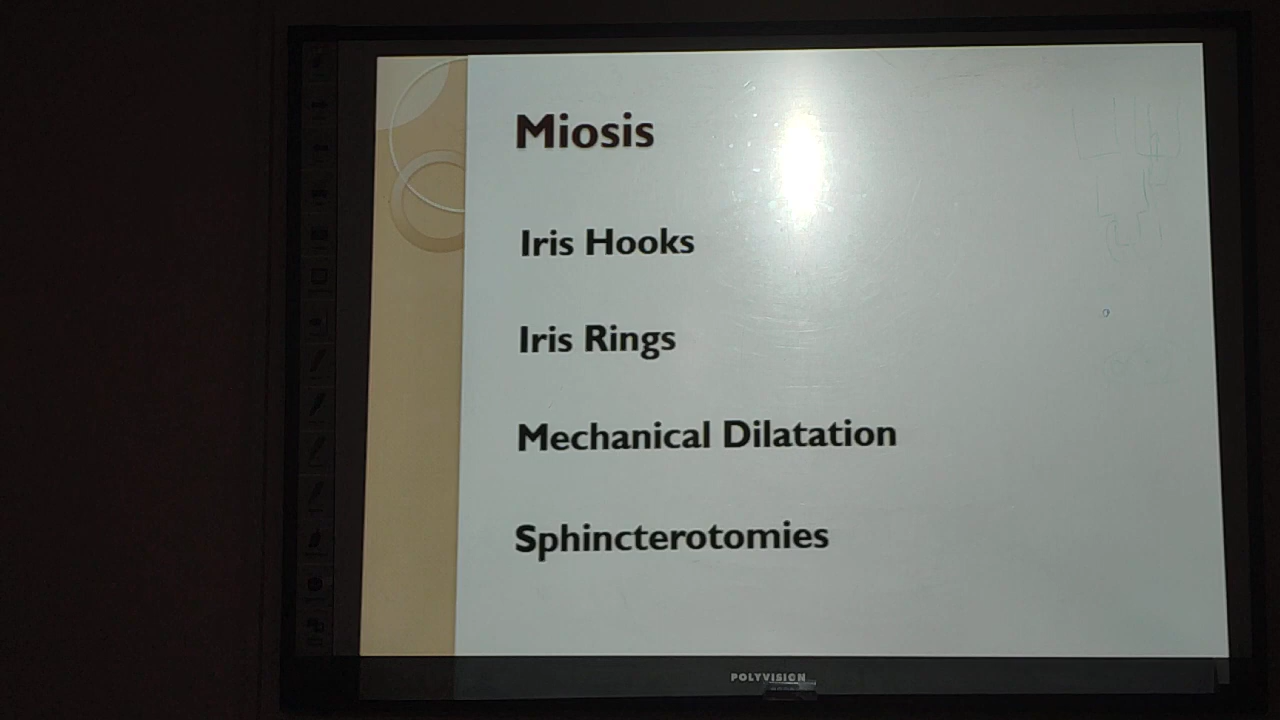 Miosis
Iris Hooks
Iris Rings
Mechanical Dilatation
Sphincterotomies
POLYVISION